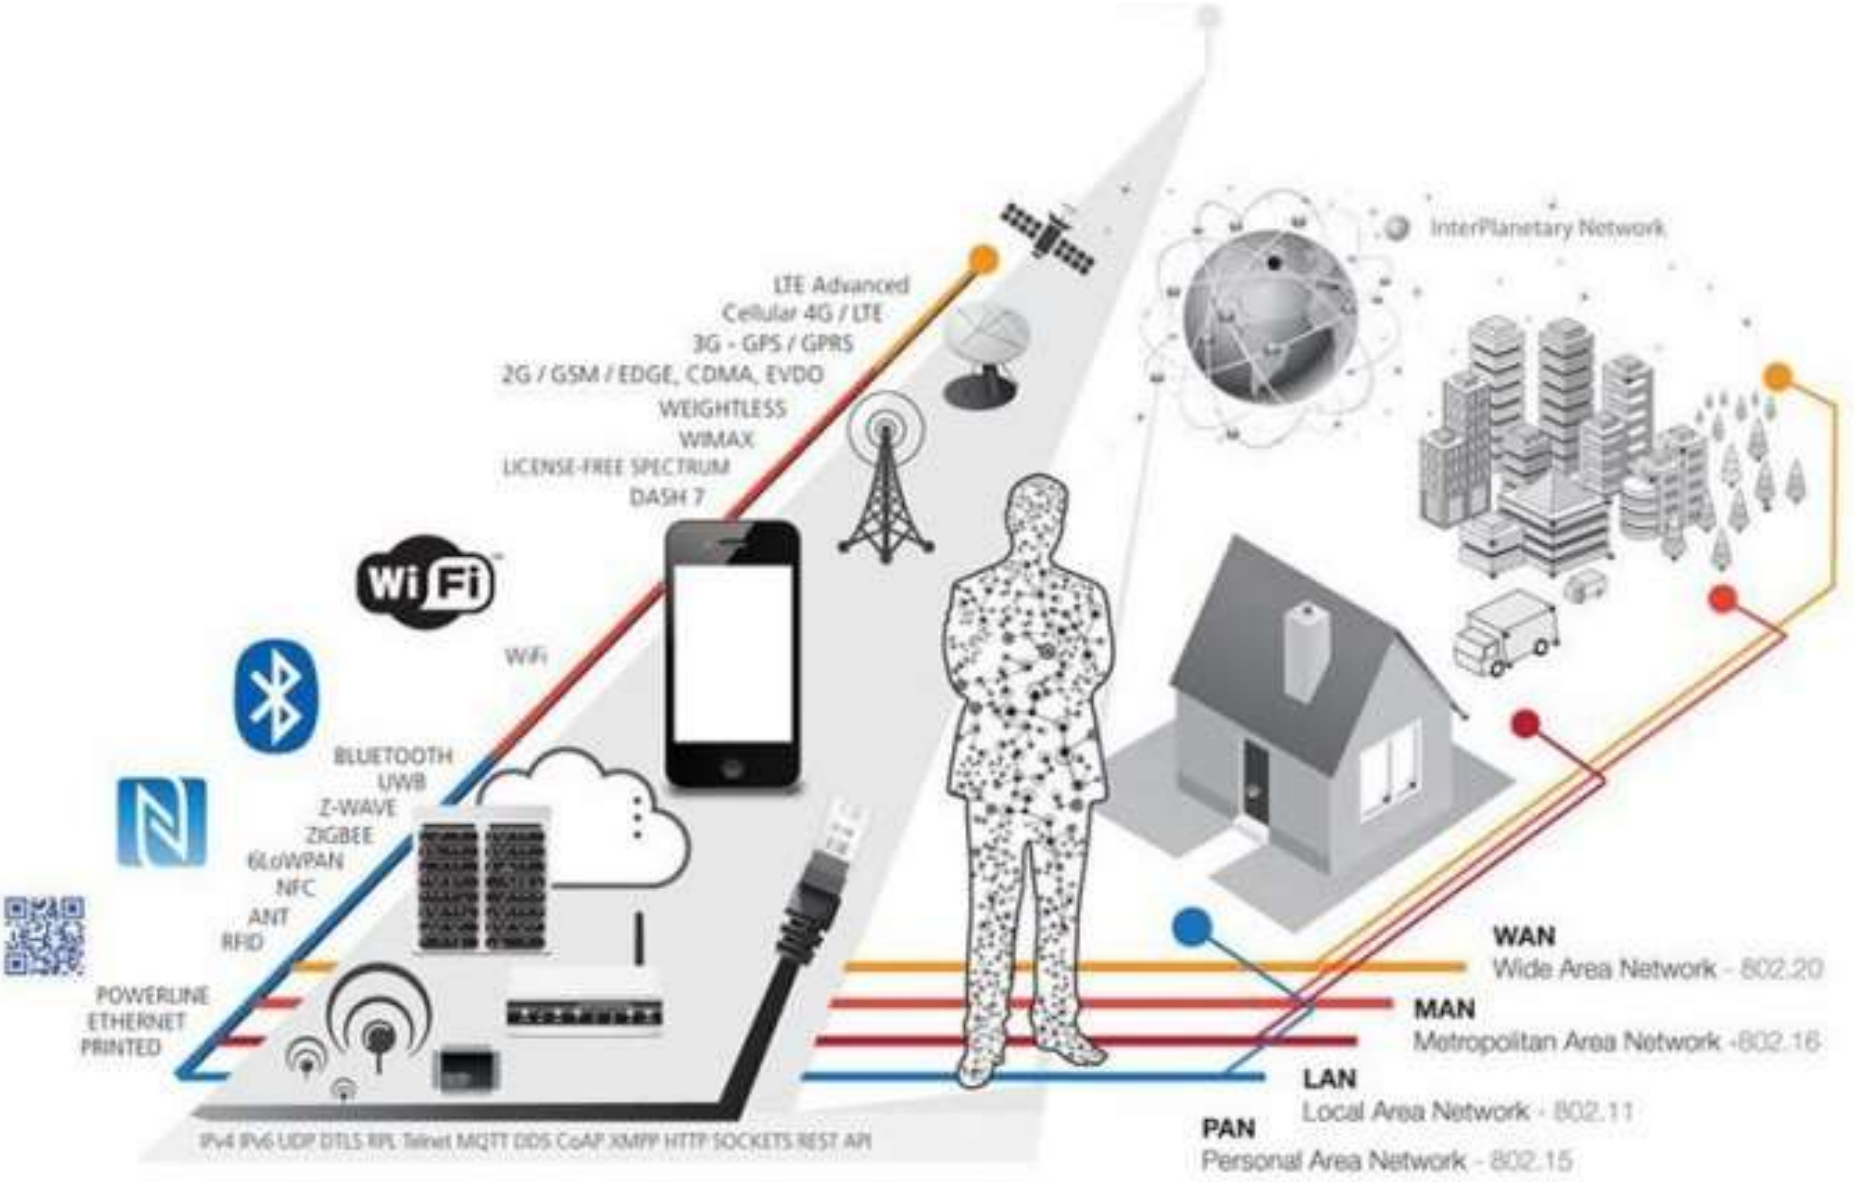 InterPlanetary Network
LTE Advanced
Cellular 4G / LTE
3G - GPS / GPRS
2G / GSM / EDGE, CDMA, EVDO
WEIGHTLESS
WIMAX
LICENSE-FREE SPECTRUM
DASH 7
WiFi
WiFi
BLUETOOTH
UWB
Z-WAVE
ZIGBEE
6LoWPAN
NFC
ANT
RFID
POWERLINE
ETHERNET
PRINTED
WAN
Wide Area Network - 802.20
MAN
Metropolitan Area Network -802.16
LAN
Local Area Network - 802.11
PAN
Personal Area Network - 802.15
IPv4 IPv6 UDP DTLS RPL Telnet MQTT DDS CoAP XMPP HTTP SOCKETS REST API